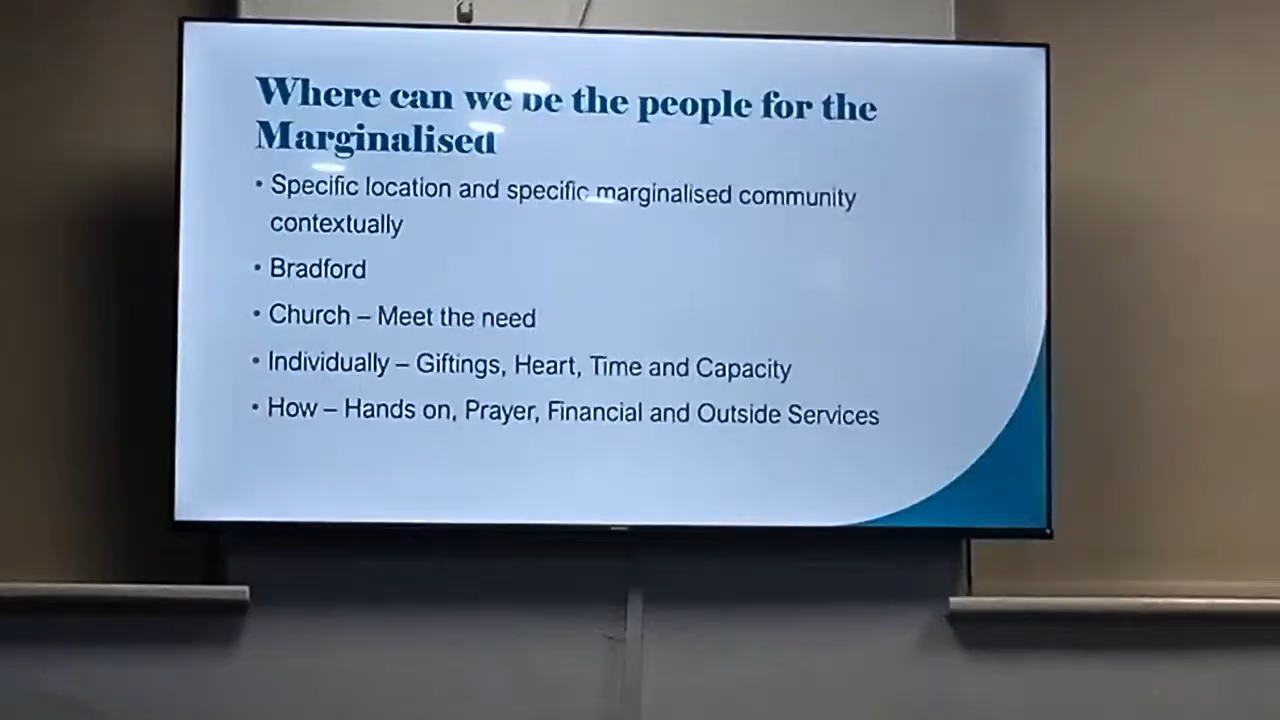 Where can we be the people for the
Marginalised
• Specific location and specific marginalised community
contextually
• Bradford
• Church – Meet the need
• Individually – Giftings, Heart, Time and Capacity
• How – Hands on, Prayer, Financial and Outside Services